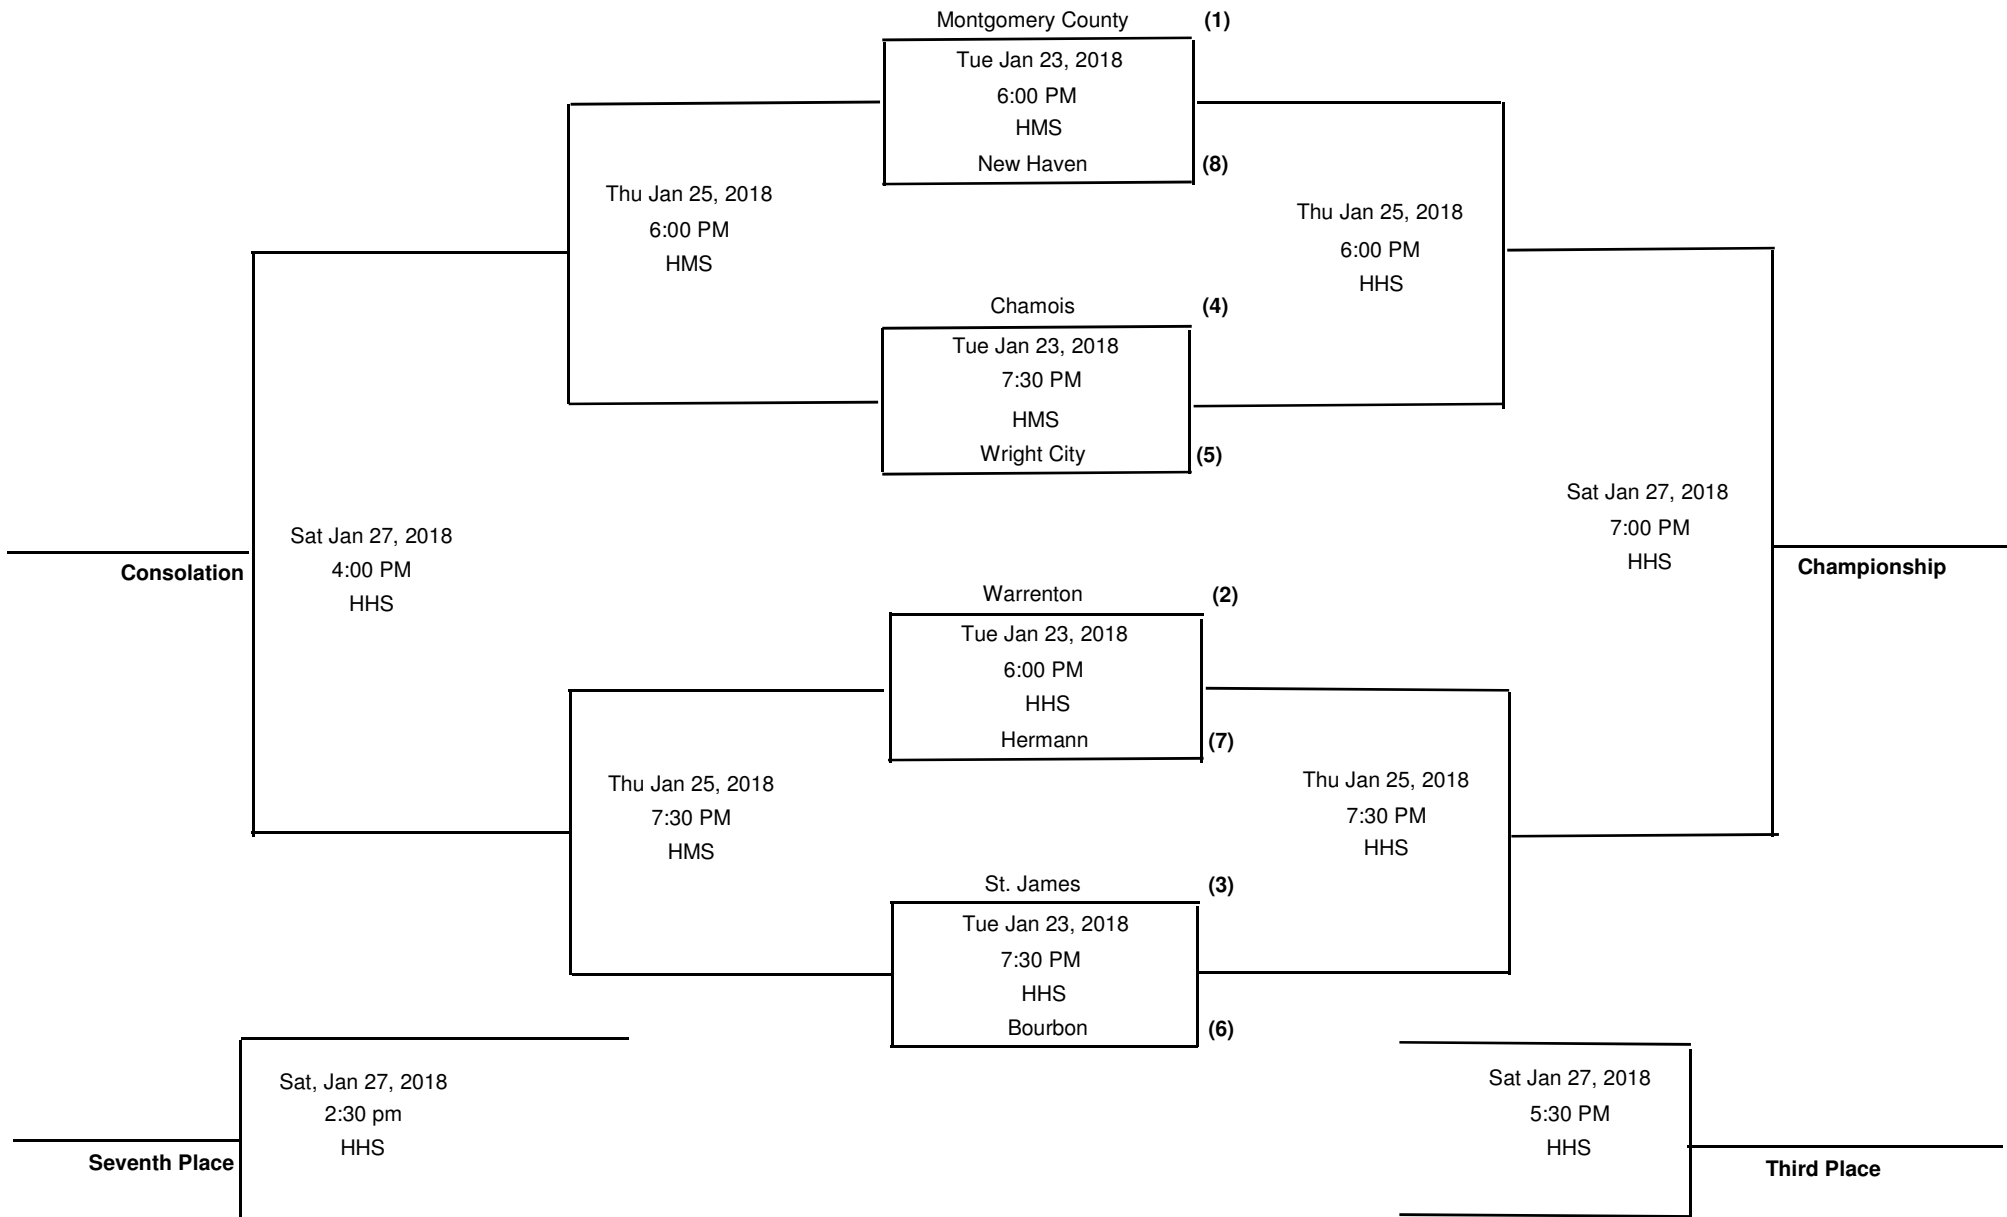 Montgomery County (1)
Tue Jan 23, 2018
6:00 PM
HMS
New Haven (8)
Thu Jan 25, 2018
6:00 PM
HMS
Thu Jan 25, 2018
6:00 PM
HHS
Chamois (4)
Tue Jan 23, 2018
7:30 PM
HMS
Wright City (5)
Sat Jan 27, 2018
4:00 PM
HHS
Consolation
Sat Jan 27, 2018
7:00 PM
HHS
Championship
Warrenton (2)
Tue Jan 23, 2018
6:00 PM
HHS
Hermann (7)
Thu Jan 25, 2018
7:30 PM
HMS
Thu Jan 25, 2018
7:30 PM
HHS
St. James (3)
Tue Jan 23, 2018
7:30 PM
HHS
Bourbon (6)
Sat, Jan 27, 2018
2:30 pm
HHS
Seventh Place
Sat Jan 27, 2018
5:30 PM
HHS
Third Place